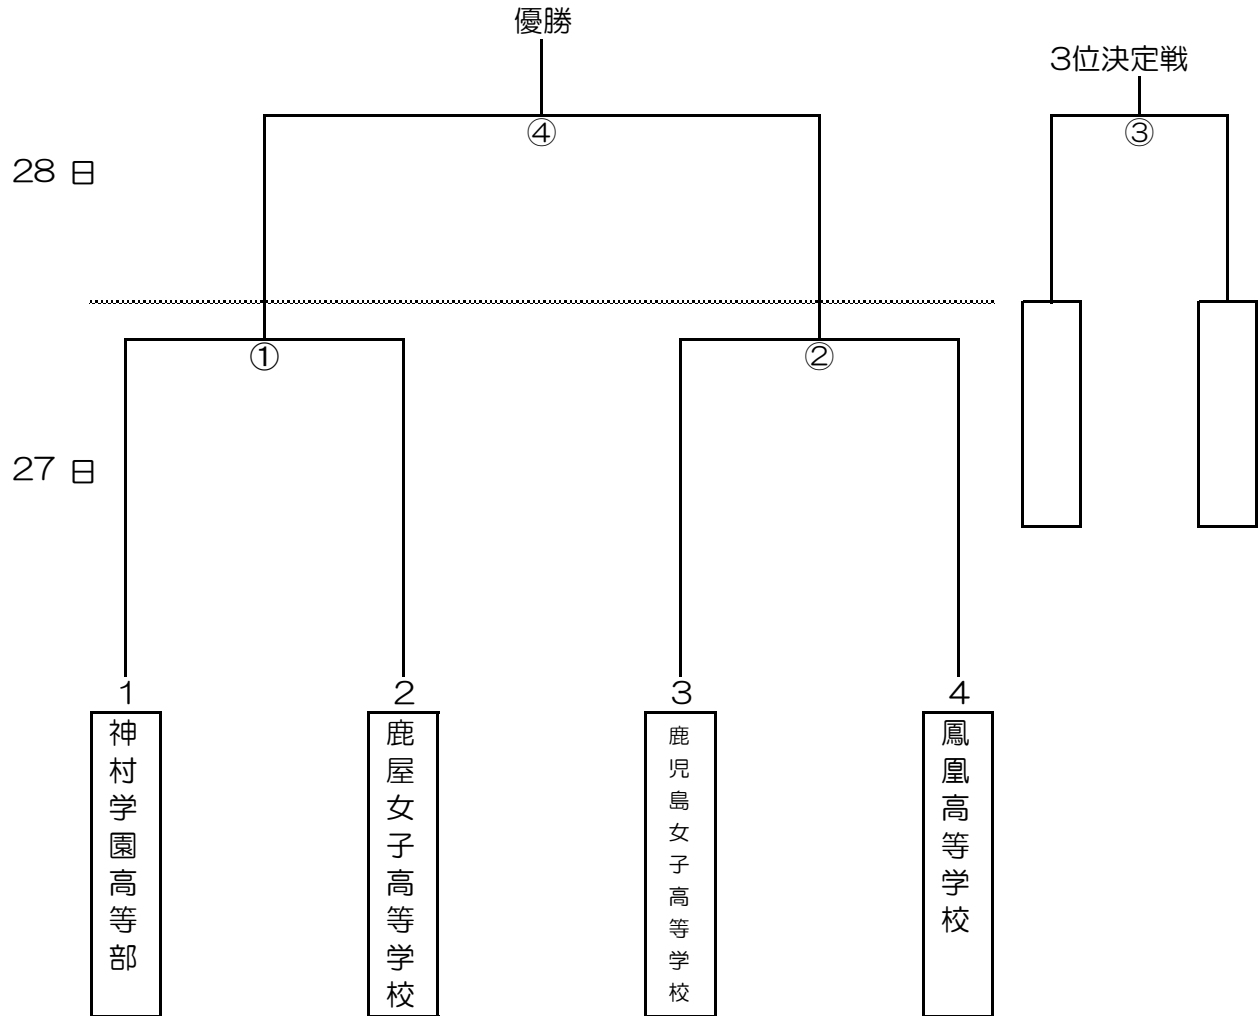 優勝
3位決定戦
④
③
28 日
①
②
27 日
1
2
3
4
神村学園高等部
鹿屋女子高等学校
鹿児島女子高等学校
鳳凰高等学校